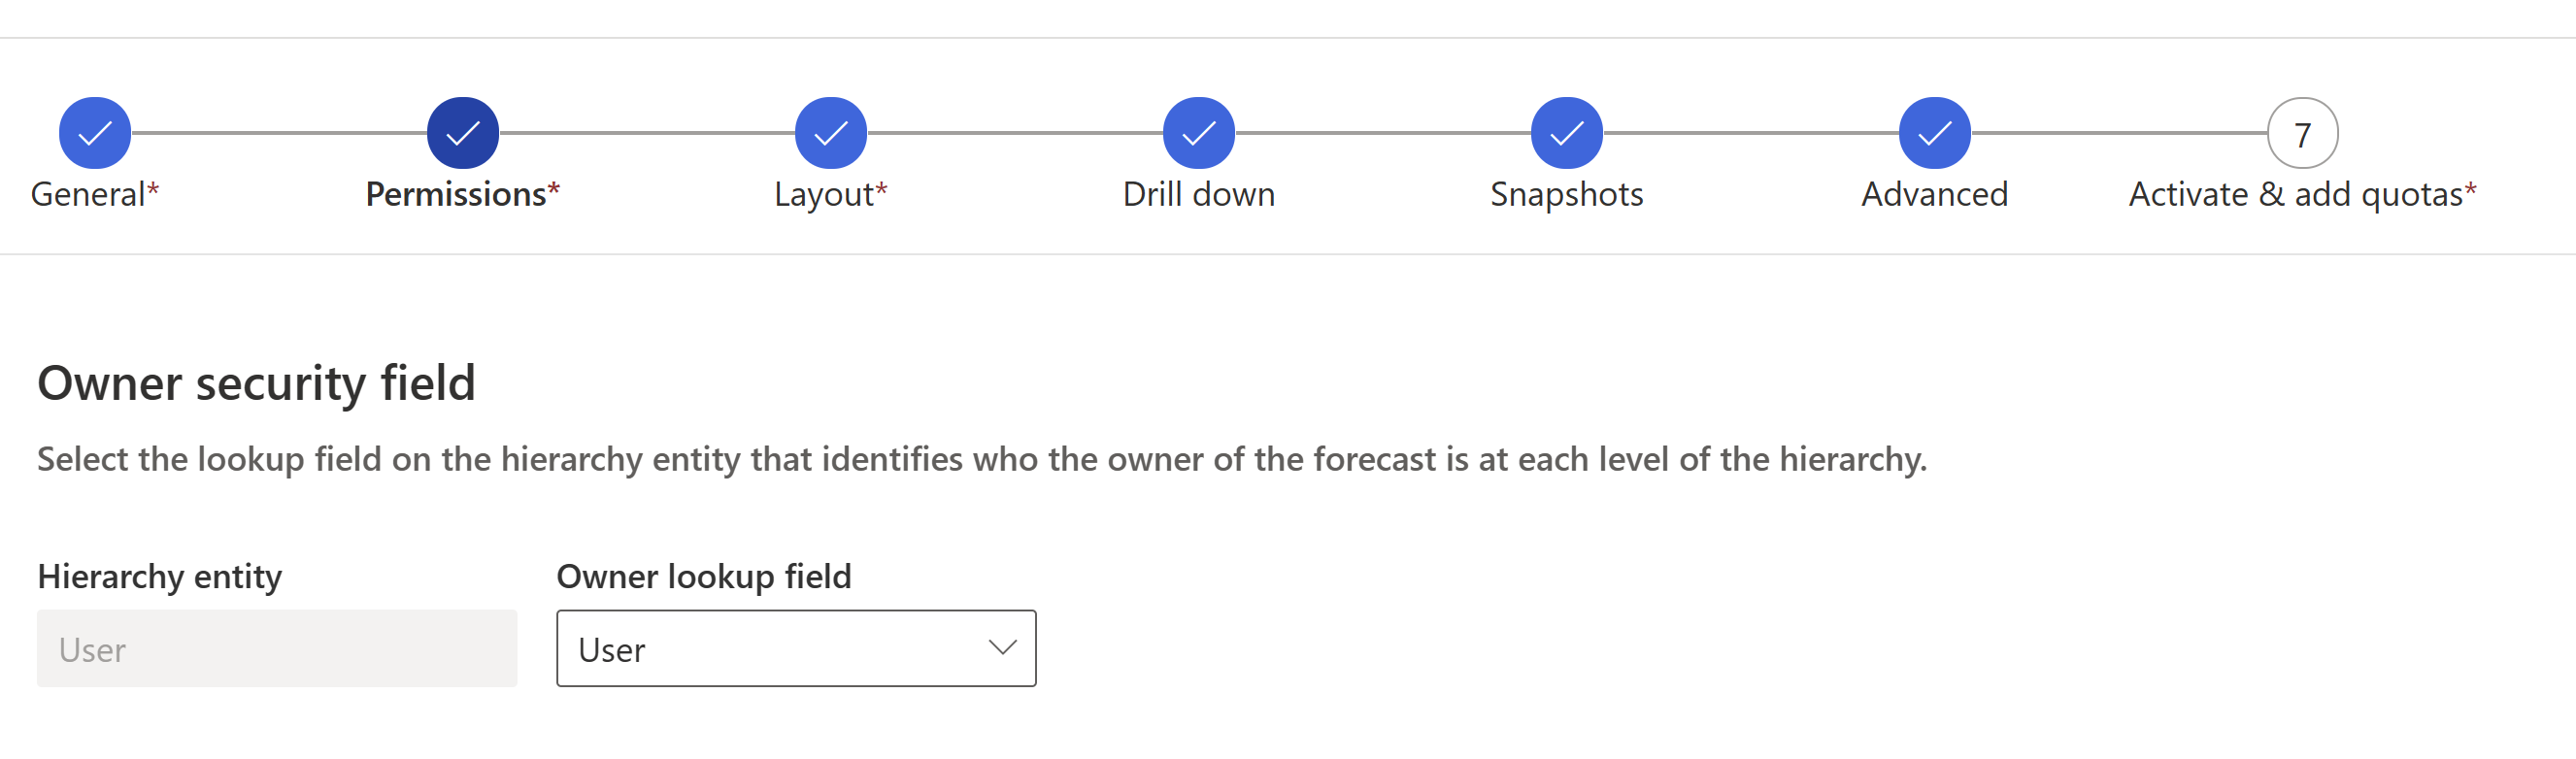 7
General* Permissions* Layout* Drill down Snapshots Advanced Activate & add quotas*
Owner security field
Select the lookup field on the hierarchy entity that identifies who the owner of the forecast is at each level of the hierarchy.
Hierarchy entity Owner lookup field
User User